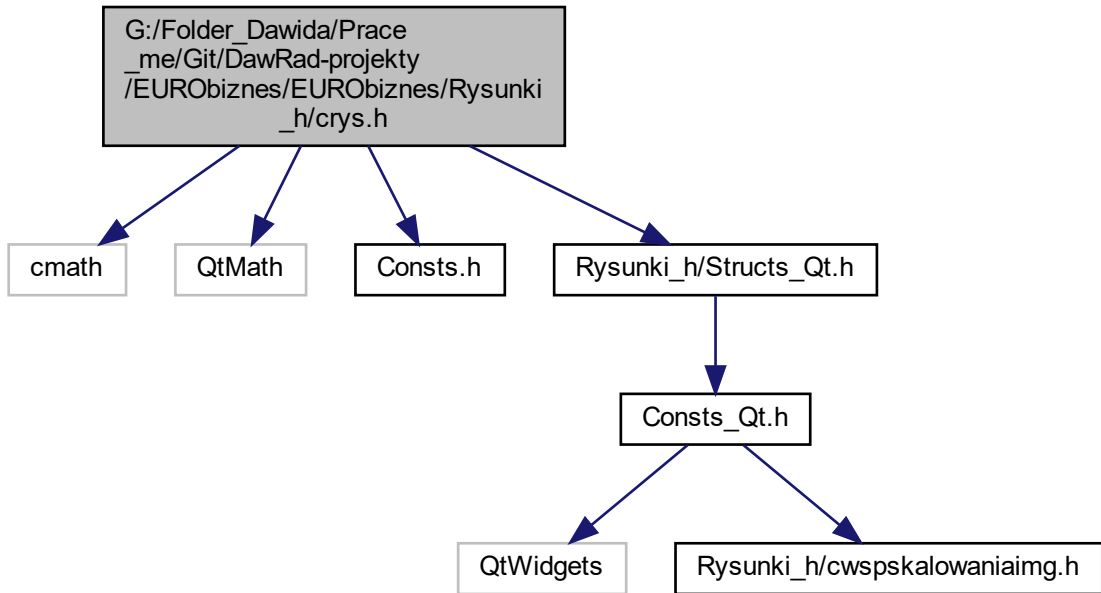 G:/Folder_Dawida/Prace
_me/Git/DawRad-projekty
/EURObiznes/EURObiznes/Rysunki
_h/crys.h
cmath
QtMath
Consts.h
Rysunki_h/Structs_Qt.h
Consts_Qt.h
QtWidgets
Rysunki_h/cwspskalowaniaimg.h